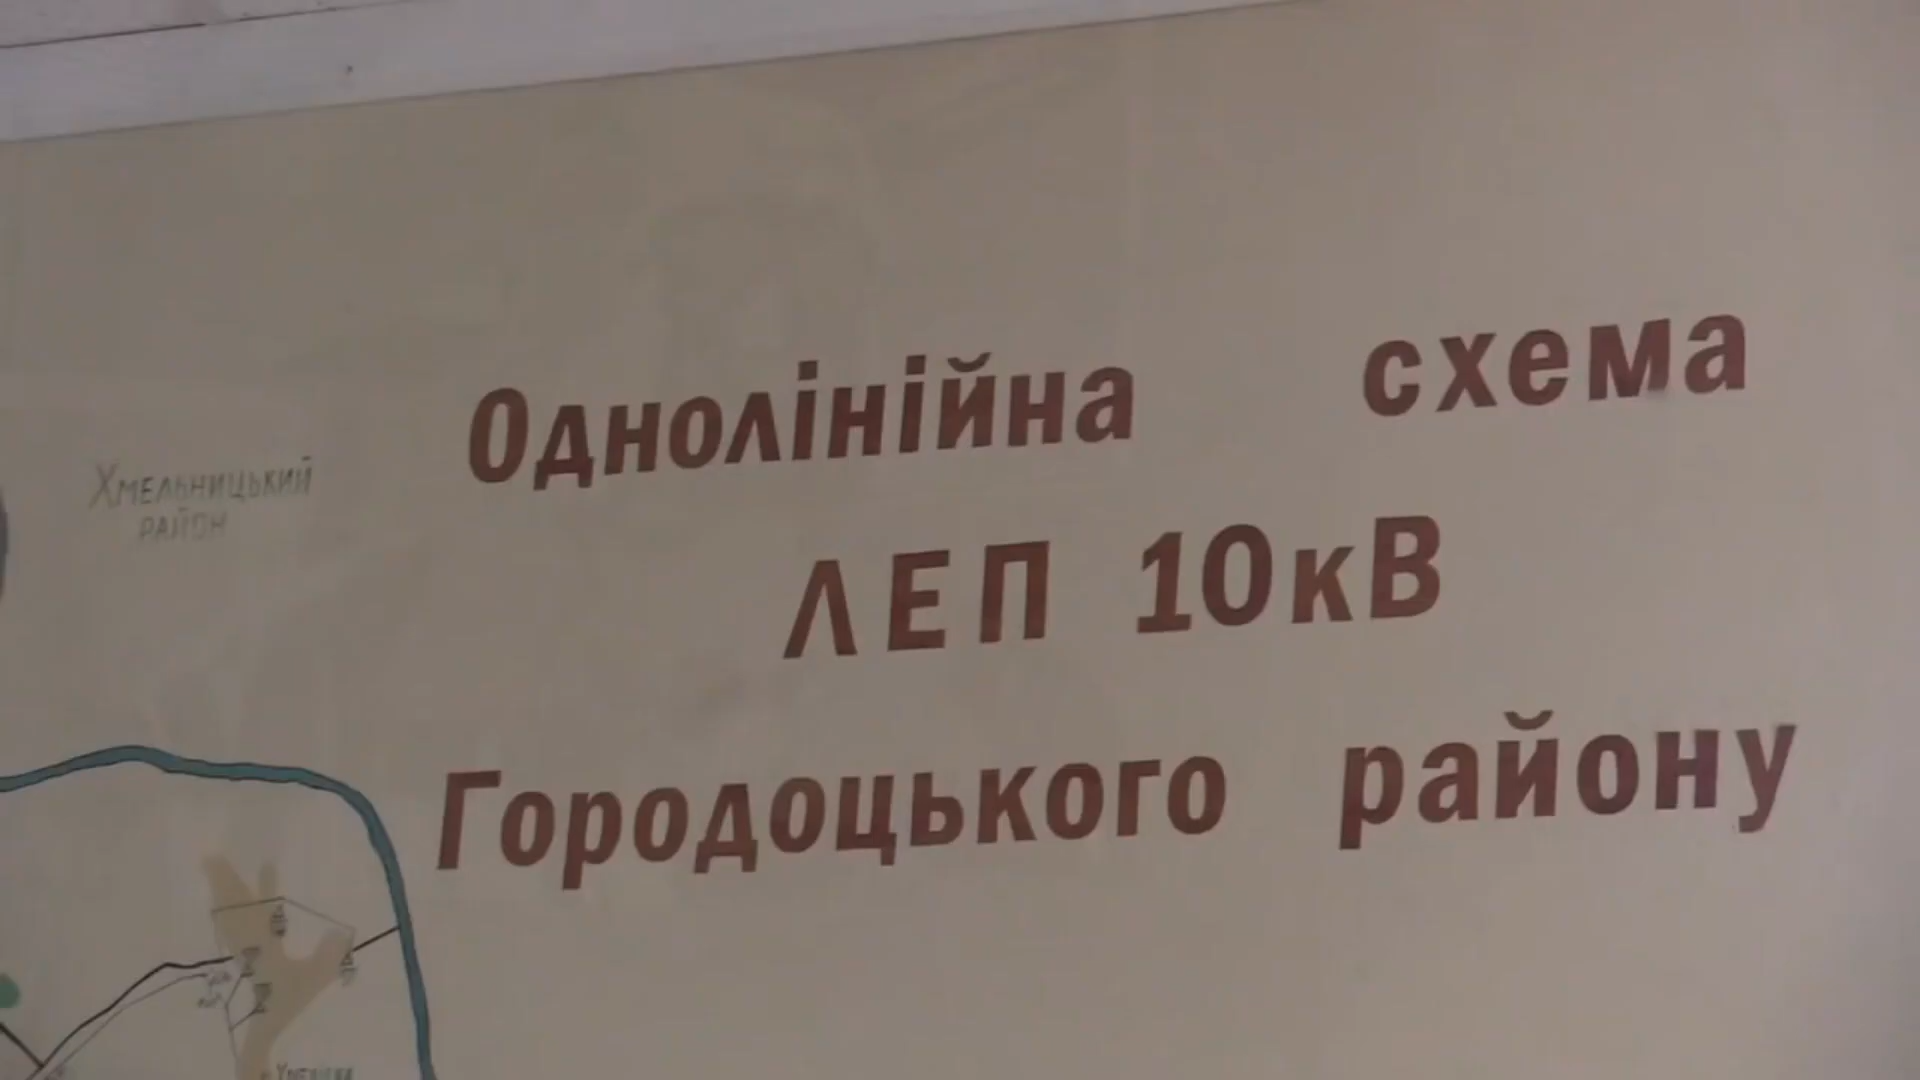 Однолінійна схема
ЛЕП 10кВ
Городоцького району
Хмельницький
район